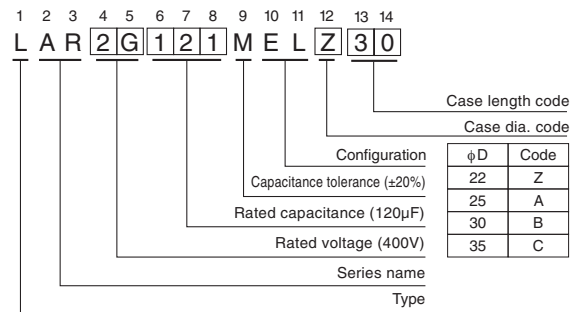 1 2 3 4 5 6 7 8 9 10 11 12 13 14
L A R 2 G 1 2 1 M E L Z 3 0
Case length code
Case dia. code
Configuration
Capacitance tolerance (±20%)
Rated capacitance (120µF)
Rated voltage (400V)
Series name
Type
ϕD Code
22 Z
25 A
30 B
35 C